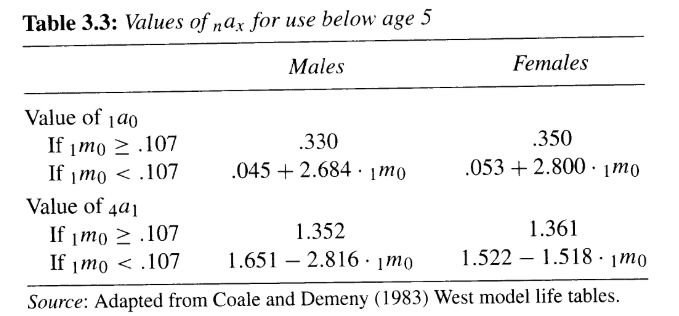 Table 3.3: Values of ₙaₓ for use below age 5
Males Females
Value of ₁a₀
If ₁m₀ ≥ .107 .330 .350
If ₁m₀ < .107 .045 + 2.684 · ₁m₀ .053 + 2.800 · ₁m₀
Value of ₄a₁
If ₁m₀ ≥ .107 1.352 1.361
If ₁m₀ < .107 1.651 – 2.816 · ₁m₀ 1.522 – 1.518 · ₁m₀
Source: Adapted from Coale and Demeny (1983) West model life tables.